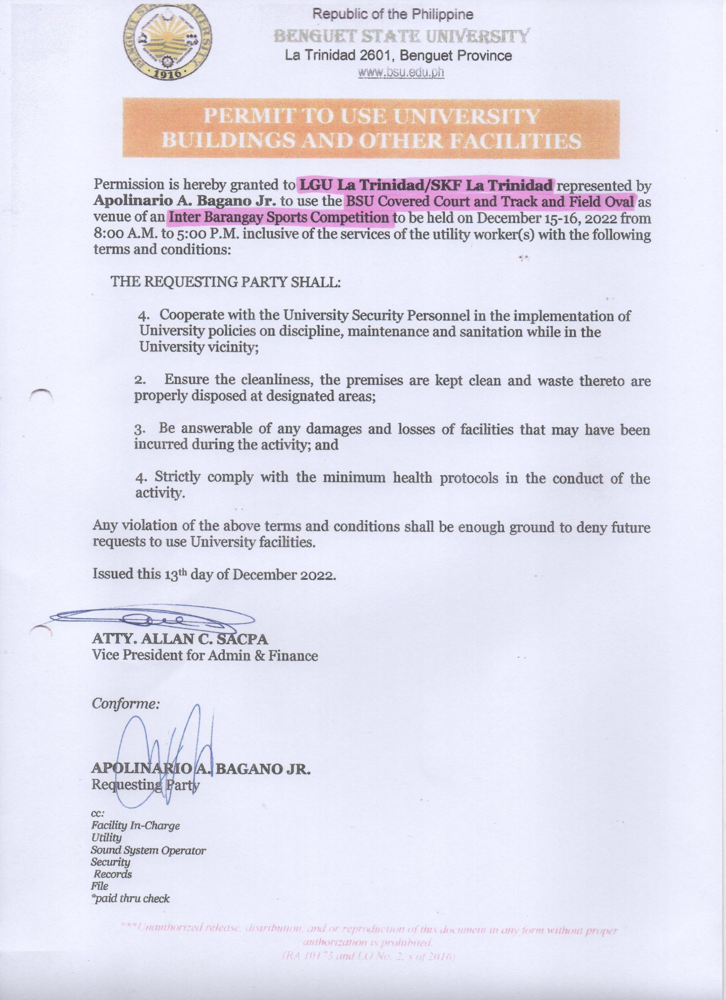 BENGUET STATE UNIVERSITY
1916
Republic of the Philippine
BENGUET STATE UNIVERSITY
La Trinidad 2601, Benguet Province
www.bsu.edu.ph
PERMIT TO USE UNIVERSITY
BUILDINGS AND OTHER FACILITIES
Permission is hereby granted to LGU La Trinidad/SKF La Trinidad represented by
Apolinario A. Bagano Jr. to use the BSU Covered Court and Track and Field Oval as
venue of an Inter Barangay Sports Competition to be held on December 15-16, 2022 from
8:00 A.M. to 5:00 P.M. inclusive of the services of the utility worker(s) with the following
terms and conditions:
THE REQUESTING PARTY SHALL:
4. Cooperate with the University Security Personnel in the implementation of
University policies on discipline, maintenance and sanitation while in the
University vicinity;
2. Ensure the cleanliness, the premises are kept clean and waste thereto are
properly disposed at designated areas;
3. Be answerable of any damages and losses of facilities that may have been
incurred during the activity; and
4. Strictly comply with the minimum health protocols in the conduct of the
activity.
Any violation of the above terms and conditions shall be enough ground to deny future
requests to use University facilities.
Issued this 13th day of December 2022.
ATTY. ALLAN C. SACPA
Vice President for Admin & Finance
Conforme:
APOLINARIO A. BAGANO JR.
Requesting Party
cc:
Facility In-Charge
Utility
Sound System Operator
Security
Records
File
*paid thru check
***Unauthorized release, distribution, and or reproduction of this document in any form without proper
authorization is prohibited.
(RA 10173 and EO No. 2, s of 2016)